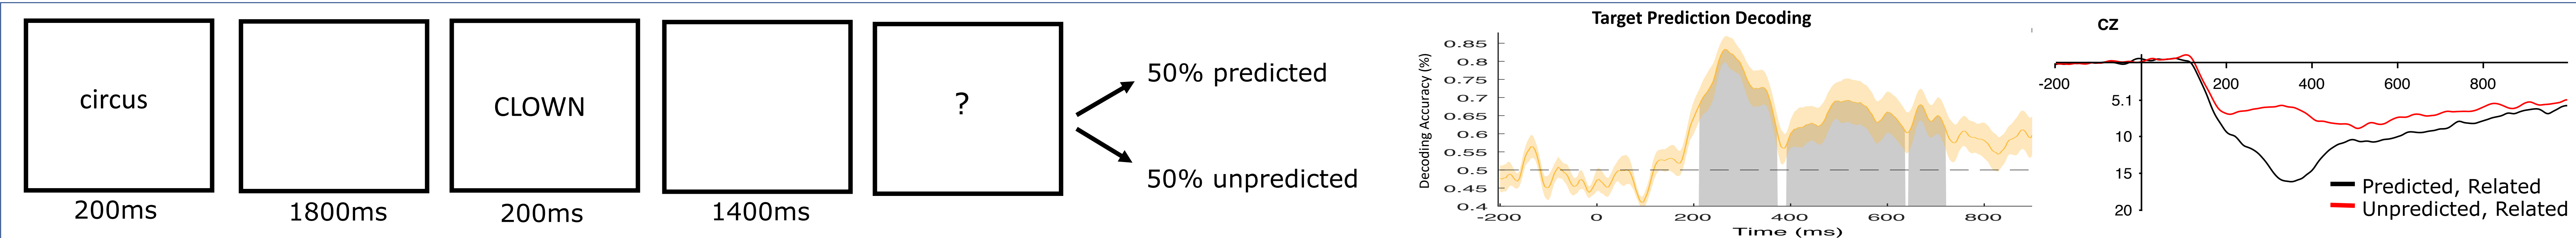 circus
200ms
1800ms
CLOWN
200ms
1400ms
?
50% predicted
50% unpredicted
Target Prediction Decoding
Decoding Accuracy (%)
0.85
0.8
0.75
0.7
0.65
0.6
0.55
0.5
0.45
0.4
-200 0 200 400 600 800
Time (ms)
CZ
-200 200 400 600 800
5.1
10
15
20
Predicted, Related
Unpredicted, Related